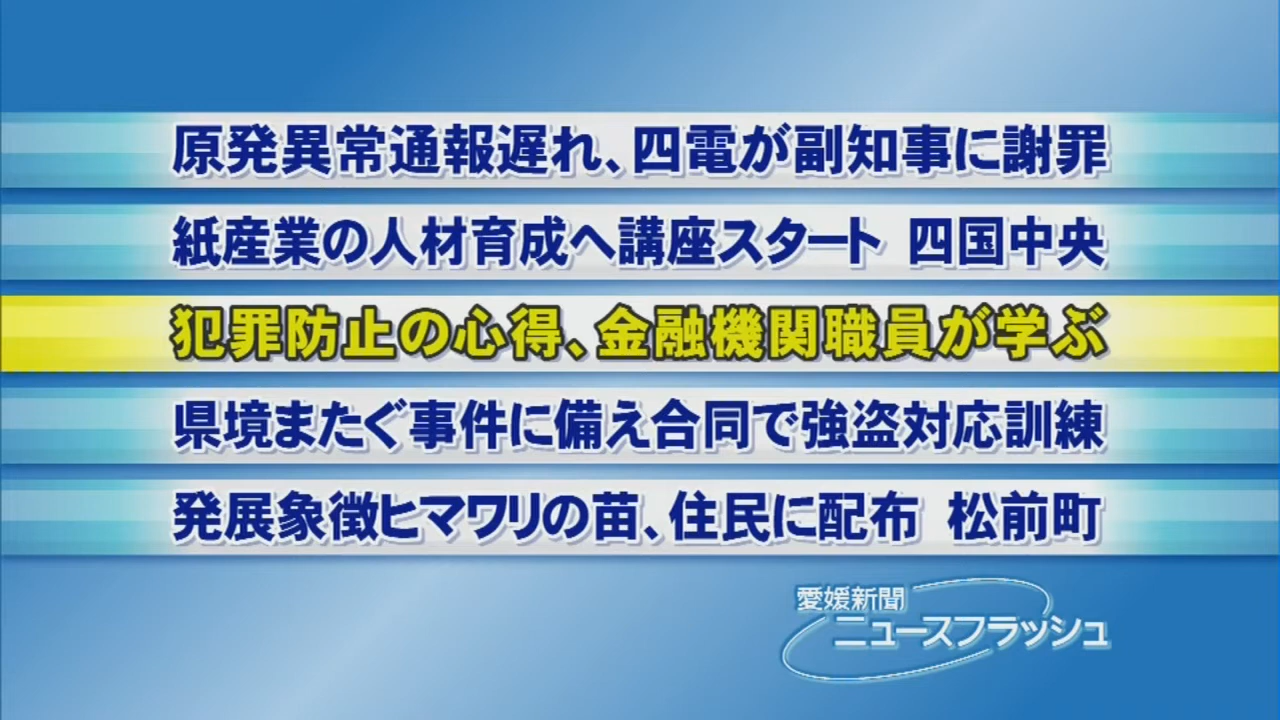 原発異常通報遅れ、四電が副知事に謝罪
紙産業の人材育成へ講座スタート 四国中央
犯罪防止の心得、金融機関職員が学ぶ
県境またぐ事件に備え合同で強盗対応訓練
発展象徴ヒマワリの苗、住民に配布 松前町
愛媛新聞
ニュースフラッシュ